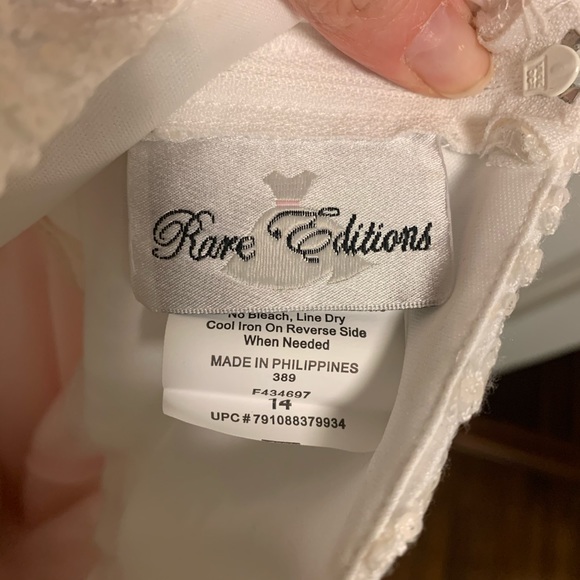 Rare Editions
No Bleach, Line Dry
Cool Iron On Reverse Side
When Needed
MADE IN PHILIPPINES
389
F434697
14
UPC# 791088379934